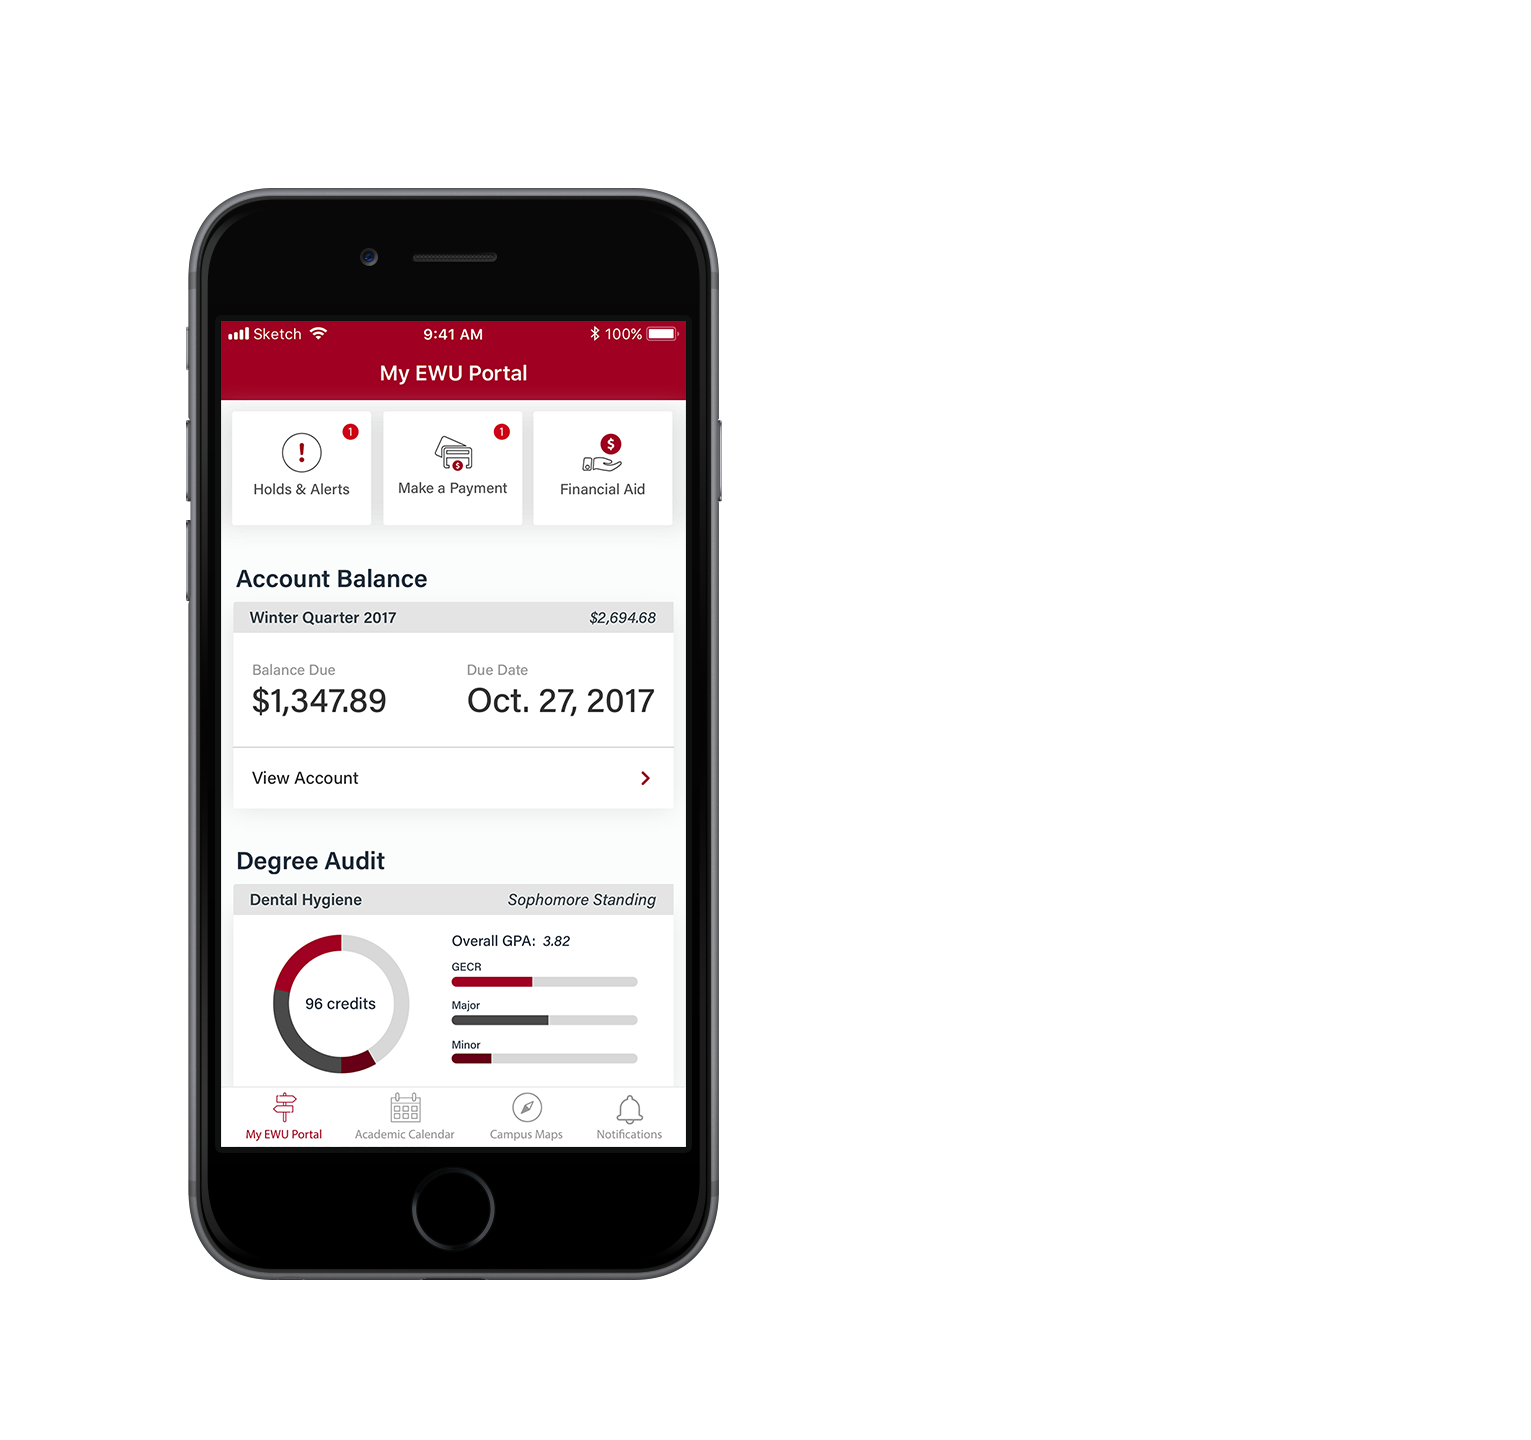 Sketch 9:41 AM 100%
My EWU Portal
1 1 $
! $
Holds & Alerts Make a Payment Financial Aid
Account Balance
Winter Quarter 2017 $2,694.68
Balance Due Due Date
$1,347.89 Oct. 27, 2017
View Account
Degree Audit
Dental Hygiene Sophomore Standing
Overall GPA: 3.82
GECR
96 credits
Major
Minor
My EWU Portal Academic Calendar Campus Maps Notifications